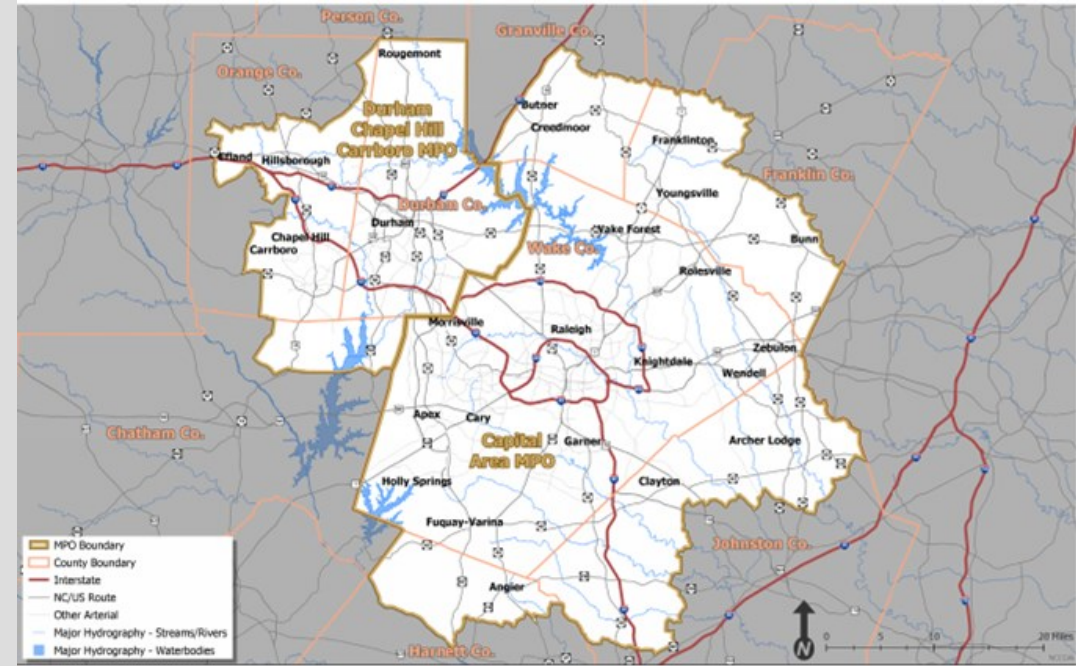 Person Co.
Granville Co.
Rougemont
Orange Co.
Durham
Chapel Hill
Carrboro MPO
Butner
Creedmoor
Franklinton
Efland
Hillsborough
Franklin Co.
Youngsville
Durham Co.
Durham
Wake Forest
Chapel Hill
Carrboro
Wake Co.
Bunn
Rolesville
Morrisville
Raleigh
Knightdale
Zebulon
Wendell
Apex
Cary
Chatham Co.
Capital
Area MPO
Garner
Archer Lodge
Holly Springs
Clayton
Fuquay-Varina
Johnston Co.
Angier
Harnett Co.
MPO Boundary
County Boundary
Interstate
NC/US Route
Other Arterial
Major Hydrography - Streams/Rivers
Major Hydrography - Waterbodies
N
0 5 10 20 Miles